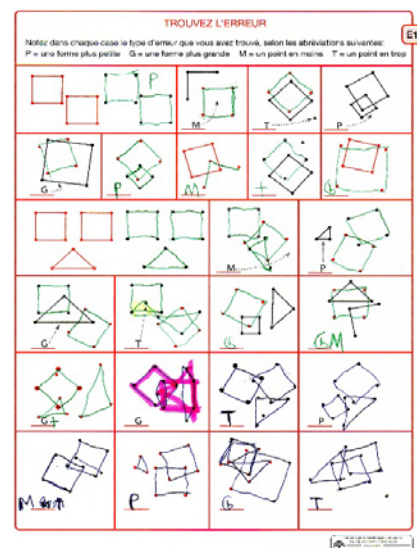 TROUVEZ L'ERREUR
E1
Notez dans chaque case le type d'erreur que vous avez trouvé, selon les abréviations suivantes:
P = une forme plus petite G = une forme plus grande M = un point en moins T = un point en trop
P M T P
G P M + G
M P
G T G GM
G+ G T P
M P G T